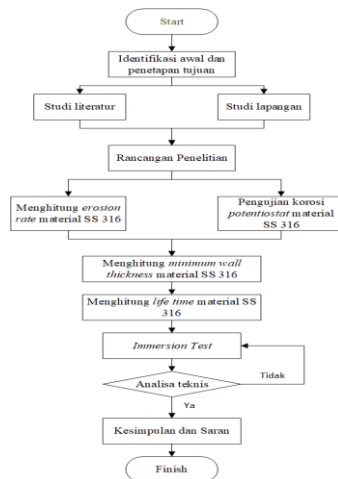 Start
Identifikasi awal dan
penetapan tujuan
Studi literatur
Studi lapangan
Rancangan Penelitian
Menghitung erosion
rate material SS 316
Pengujian korosi
potentiostat material
SS 316
Menghitung minimum wall
thickness material SS 316
Menghitung life time material SS
316
Immersion Test
Analisa teknis
Tidak
Ya
Kesimpulan dan Saran
Finish